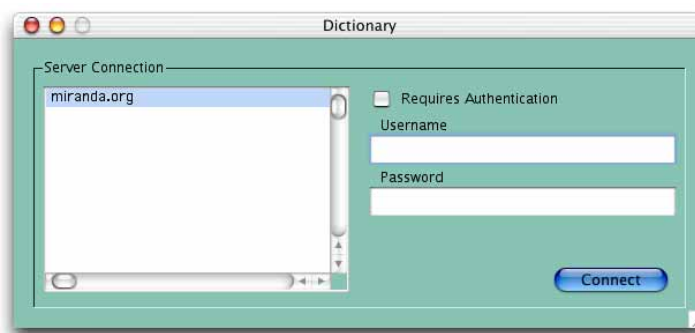 Dictionary
Server Connection
miranda.org
Requires Authentication
Username
Password
Connect